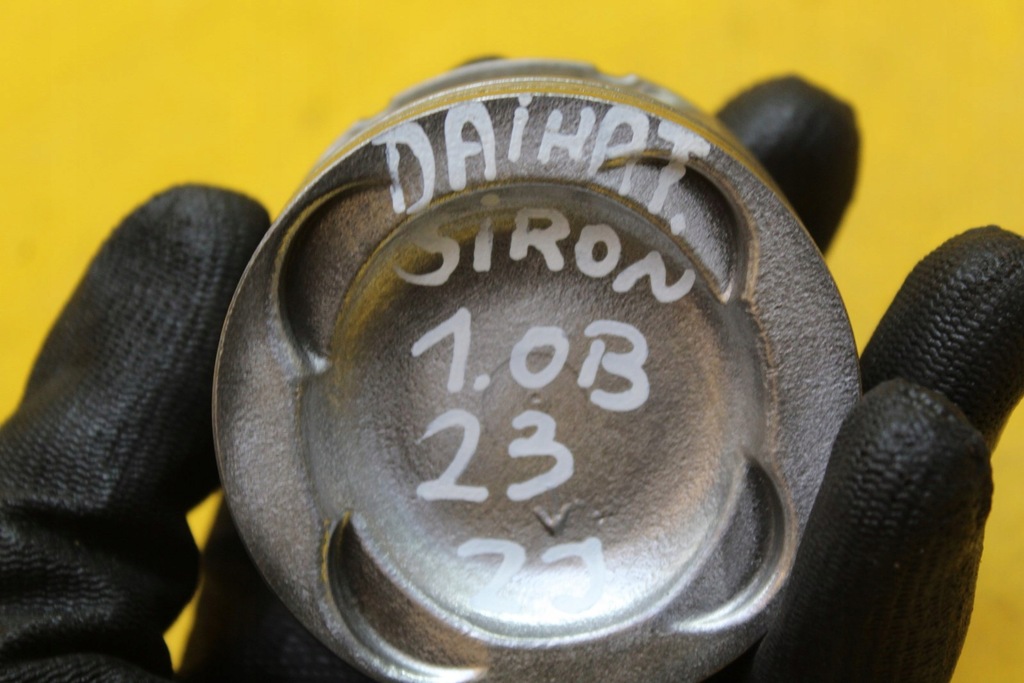 DAiHAT.
SiRON
1.0B
23
V